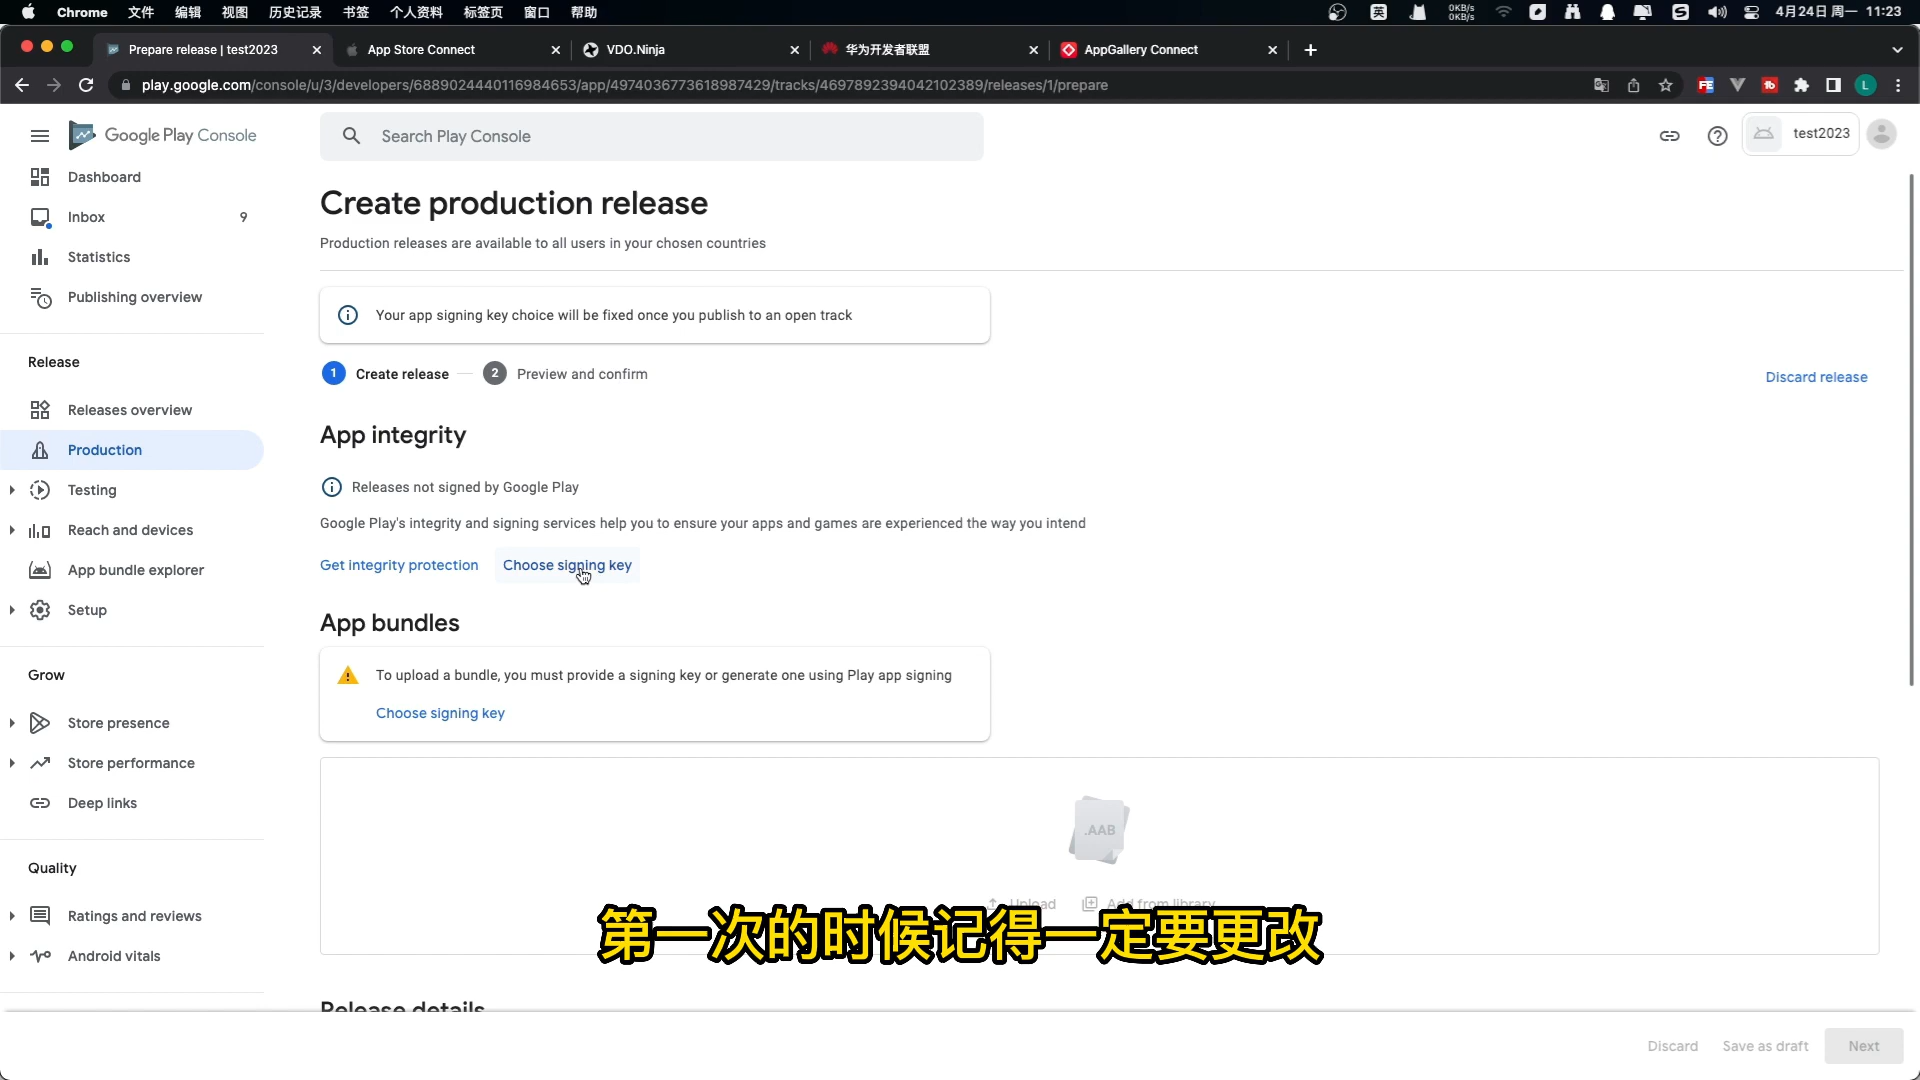 Chrome 文件 编辑 视图 历史记录 书签 个人资料 标签页 窗口 帮助 英 0KB/s 0KB/s 4月24日 周一 11:23
Prepare release | test2023 App Store Connect VDO.Ninja 华为开发者联盟 AppGallery Connect
play.google.com/console/u/3/developers/6889024440116984653/app/4974036773618987429/tracks/4697892394042102389/releases/1/prepare
Google Play Console
Search Play Console
test2023
Dashboard
Inbox 9
Statistics
Publishing overview
Release
Releases overview
Production
Testing
Reach and devices
App bundle explorer
Setup
Grow
Store presence
Store performance
Deep links
Quality
Ratings and reviews
Android vitals
Create production release
Production releases are available to all users in your chosen countries
Your app signing key choice will be fixed once you publish to an open track
1 Create release 2 Preview and confirm
Discard release
App integrity
Releases not signed by Google Play
Google Play's integrity and signing services help you to ensure your apps and games are experienced the way you intend
Get integrity protection Choose signing key
App bundles
To upload a bundle, you must provide a signing key or generate one using Play app signing
Choose signing key
.AAB
Upload Add from library
第一次的时候记得一定要更改
Release details
Discard Save as draft Next